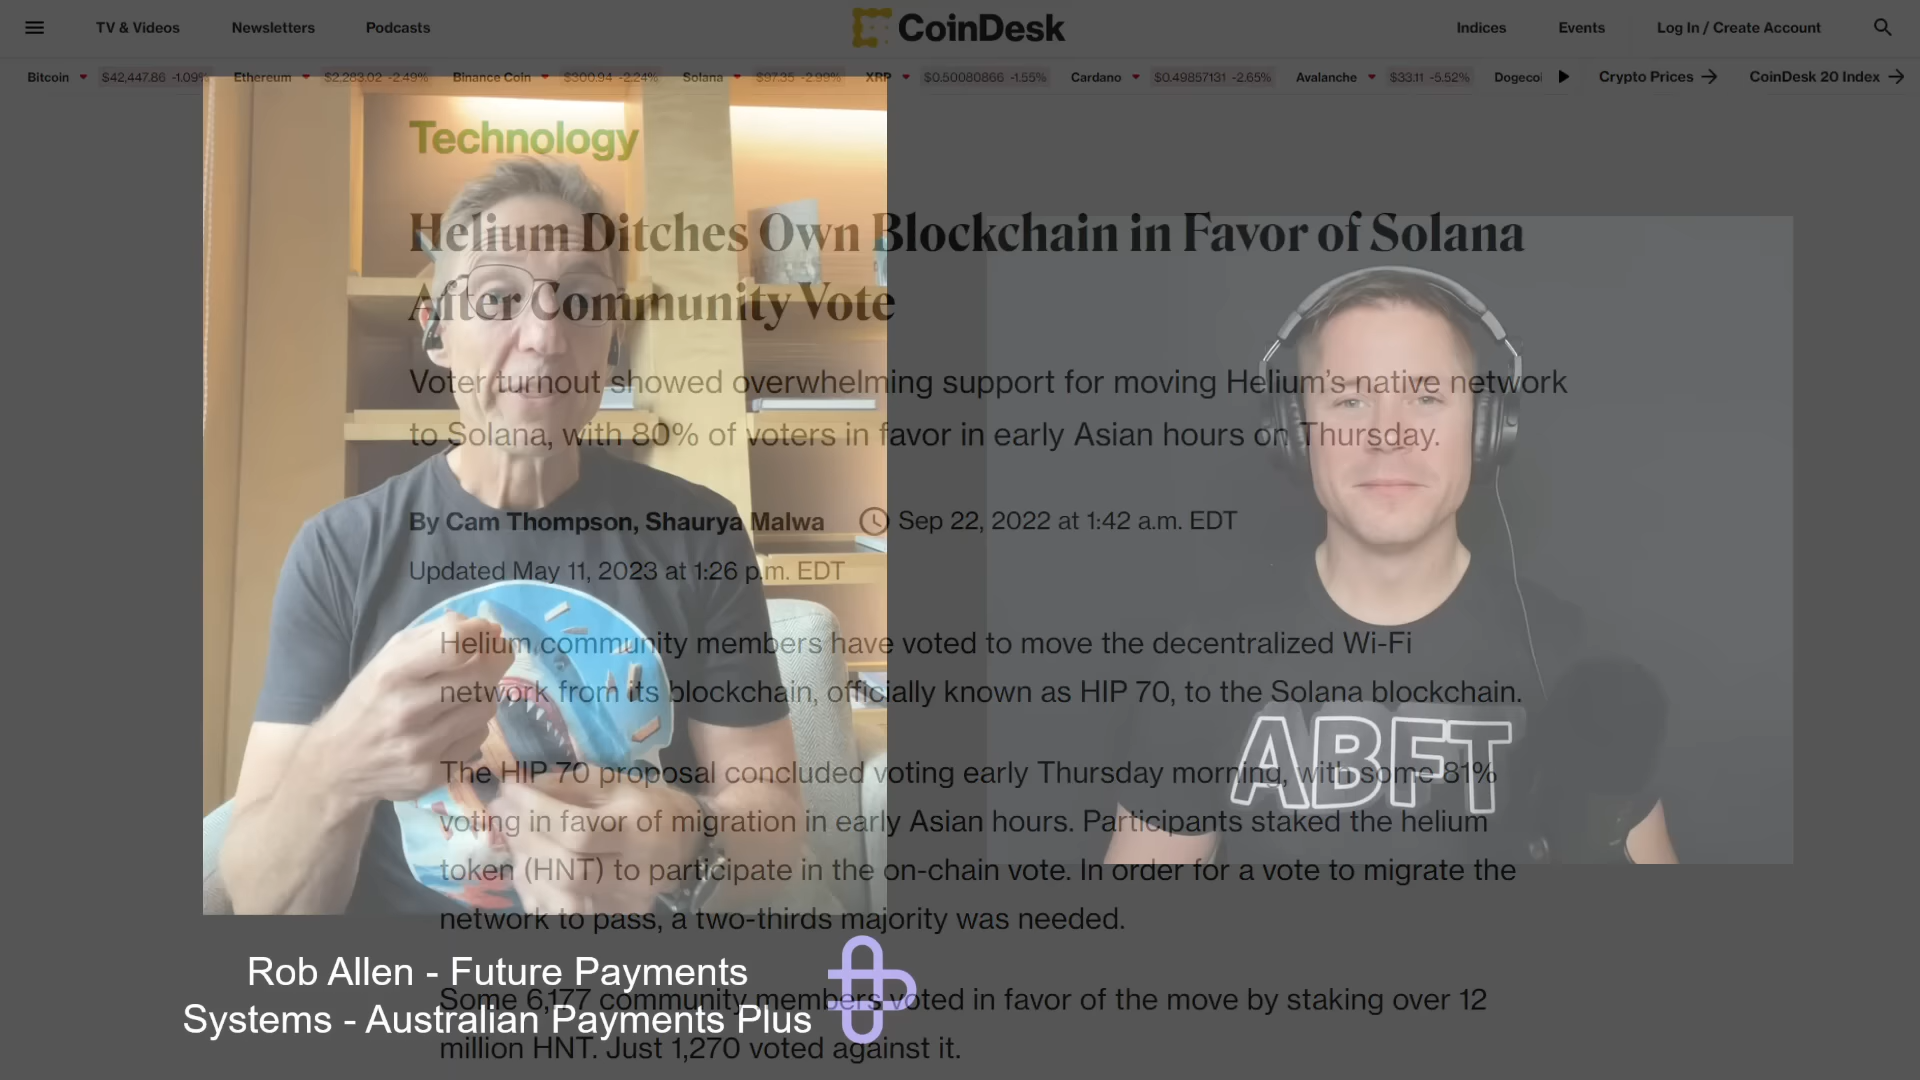 TV & Videos Newsletters Podcasts CoinDesk Indices Events Log In / Create Account
Bitcoin $42,447.86 -1.09% Ethereum $2,283.02 -2.49% Binance Coin $300.94 -2.24% Solana $97.35 -2.99% XRP $0.50080866 -1.55% Cardano $0.49857131 -2.65% Avalanche $33.11 -5.52% Dogecoi Crypto Prices CoinDesk 20 Index
Technology
Helium Ditches Own Blockchain in Favor of Solana
After Community Vote
Voter turnout showed overwhelming support for moving Helium’s native network
to Solana, with 80% of voters in favor in early Asian hours on Thursday.
By Cam Thompson, Shaurya Malwa Sep 22, 2022 at 1:42 a.m. EDT
Updated May 11, 2023 at 1:26 p.m. EDT
Helium community members have voted to move the decentralized Wi-Fi
network from its blockchain, officially known as HIP 70, to the Solana blockchain.
ABFT
The HIP 70 proposal concluded voting early Thursday morning, with some 81%
voting in favor of migration in early Asian hours. Participants staked the helium
token (HNT) to participate in the on-chain vote. In order for a vote to migrate the
network to pass, a two-thirds majority was needed.
Some 6,177 community members voted in favor of the move by staking over 12
million HNT. Just 1,270 voted against it.
Rob Allen - Future Payments
Systems - Australian Payments Plus